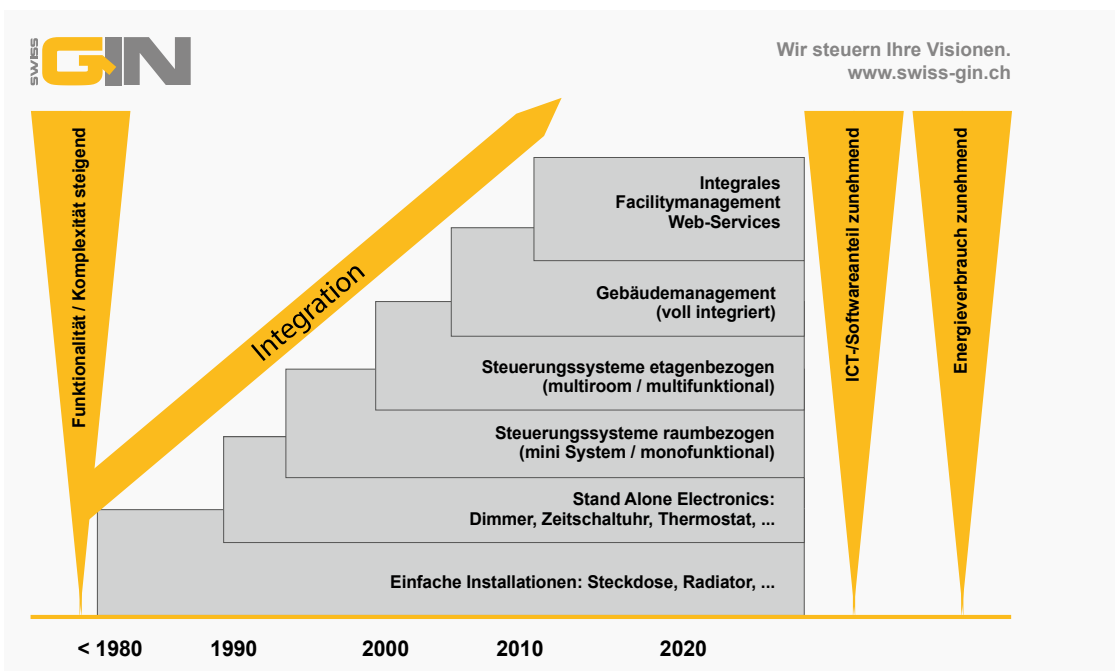 SWISS
GIN
Wir steuern Ihre Visionen.
www.swiss-gin.ch
Funktionalität / Komplexität steigend
Integration
Integrales
Facilitymanagement
Web-Services
Gebäudemanagement
(voll integriert)
Steuerungssysteme etagenbezogen
(multiroom / multifunktional)
Steuerungssysteme raumbezogen
(mini System / monofunktional)
Stand Alone Electronics:
Dimmer, Zeitschaltuhr, Thermostat, ...
Einfache Installationen: Steckdose, Radiator, ...
ICT-/Softwareanteil zunehmend
Energieverbrauch zunehmend
< 1980 1990 2000 2010 2020